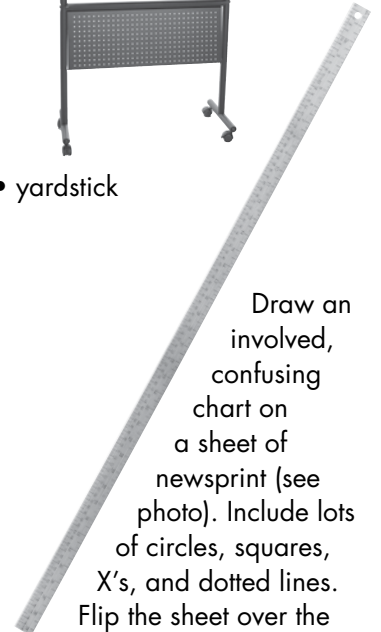 • yardstick
Draw an
involved,
confusing
chart on
a sheet of
newsprint (see
photo). Include lots
of circles, squares,
X's, and dotted lines.
Flip the sheet over the